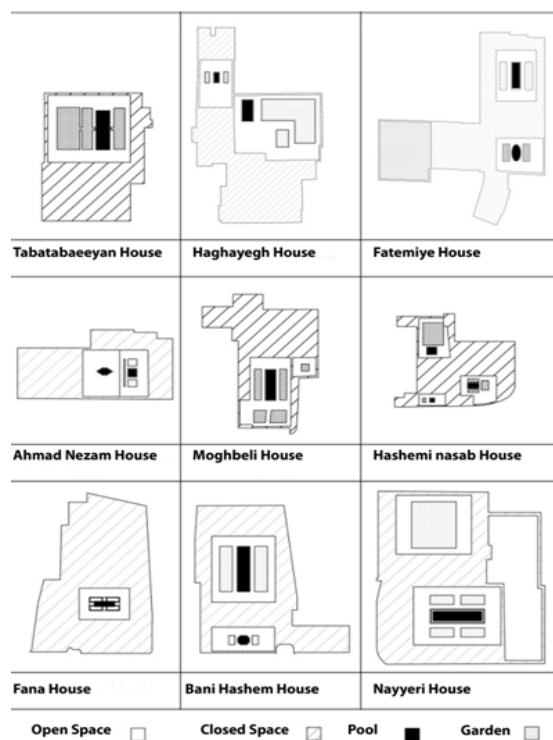 Tabatabaeeyan House Haghayegh House Fatemiye House
Ahmad Nezam House Moghbeli House Hashemi nasab House
Fana House Bani Hashem House Nayyeri House
Open Space Closed Space Pool Garden